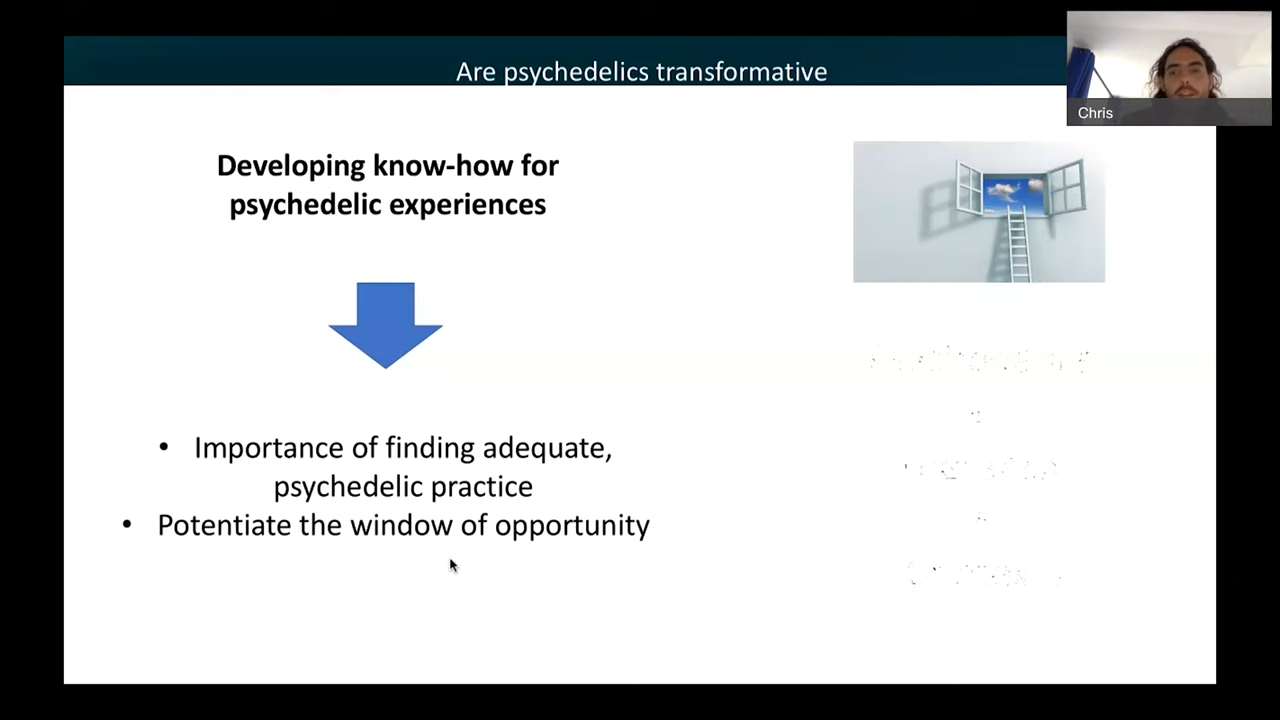 Are psychedelics transformative
Chris
Developing know-how for
psychedelic experiences
• Importance of finding adequate,
psychedelic practice
• Potentiate the window of opportunity